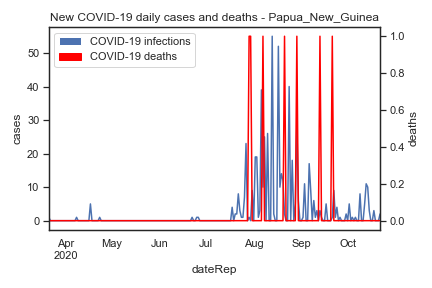 New COVID-19 daily cases and deaths - Papua_New_Guinea
COVID-19 infections
COVID-19 deaths
50
40
30
20
10
0
cases
1.0
0.8
0.6
0.4
0.2
0.0
deaths
Apr
2020
May
Jun
Jul
Aug
Sep
Oct
dateRep